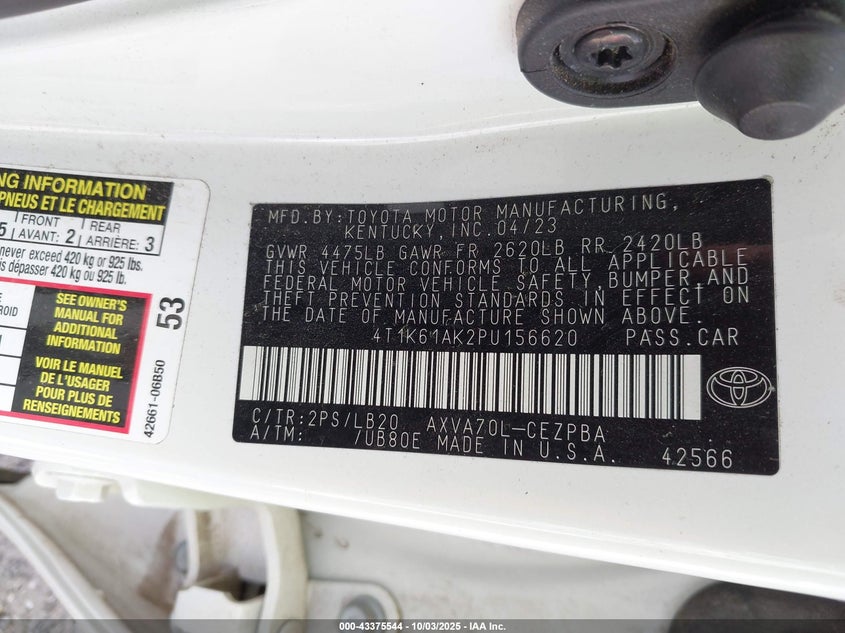 NG INFORMATION
PNEUS ET LE CHARGEMENT
5 FRONT AVANT: 2 REAR ARRIÈRE: 3
never exceed 420 kg or 925 lbs.
dépasser 420 kg ou 925 lb.
SEE OWNER'S
MANUAL FOR
ADDITIONAL
INFORMATION
VOIR LE MANUEL
DE L'USAGER
POUR PLUS DE
RENSEIGNEMENTS
53
42661-06B50
MFD. BY: TOYOTA MOTOR MANUFACTURING,
KENTUCKY, INC. 04/23
GVWR 4475LB GAWR FR 2620LB RR 2420LB
THIS VEHICLE CONFORMS TO ALL APPLICABLE
FEDERAL MOTOR VEHICLE SAFETY, BUMPER, AND
THEFT PREVENTION STANDARDS IN EFFECT ON
THE DATE OF MANUFACTURE SHOWN ABOVE.
4T1K61AK2PU156620 PASS. CAR
C/TR: 2PS/LB20 AXVA70L-CEZPBA
A/TM: /UB80E MADE IN U.S.A.
42566
000-43375544 | 10/03/2025 - IAA Inc.